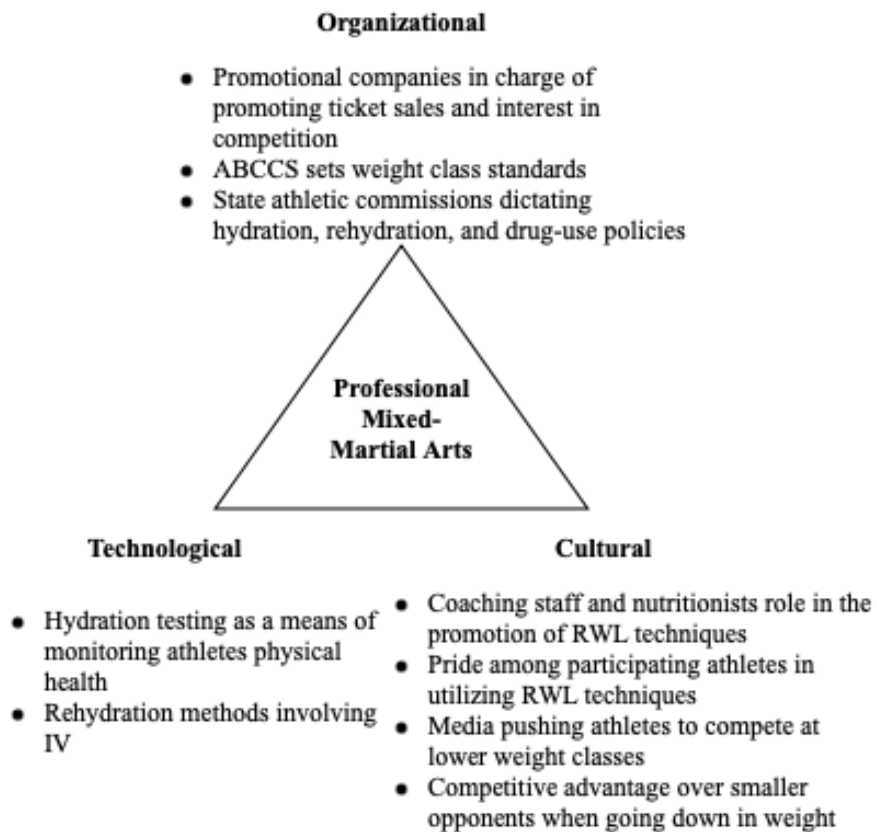 Organizational
● Promotional companies in charge of
promoting ticket sales and interest in
competition
● ABCCS sets weight class standards
● State athletic commissions dictating
hydration, rehydration, and drug-use policies
Professional
Mixed-
Martial Arts
Technological
● Hydration testing as a means of
monitoring athletes physical
health
● Rehydration methods involving
IV
Cultural
● Coaching staff and nutritionists role in the
promotion of RWL techniques
● Pride among participating athletes in
utilizing RWL techniques
● Media pushing athletes to compete at
lower weight classes
● Competitive advantage over smaller
opponents when going down in weight